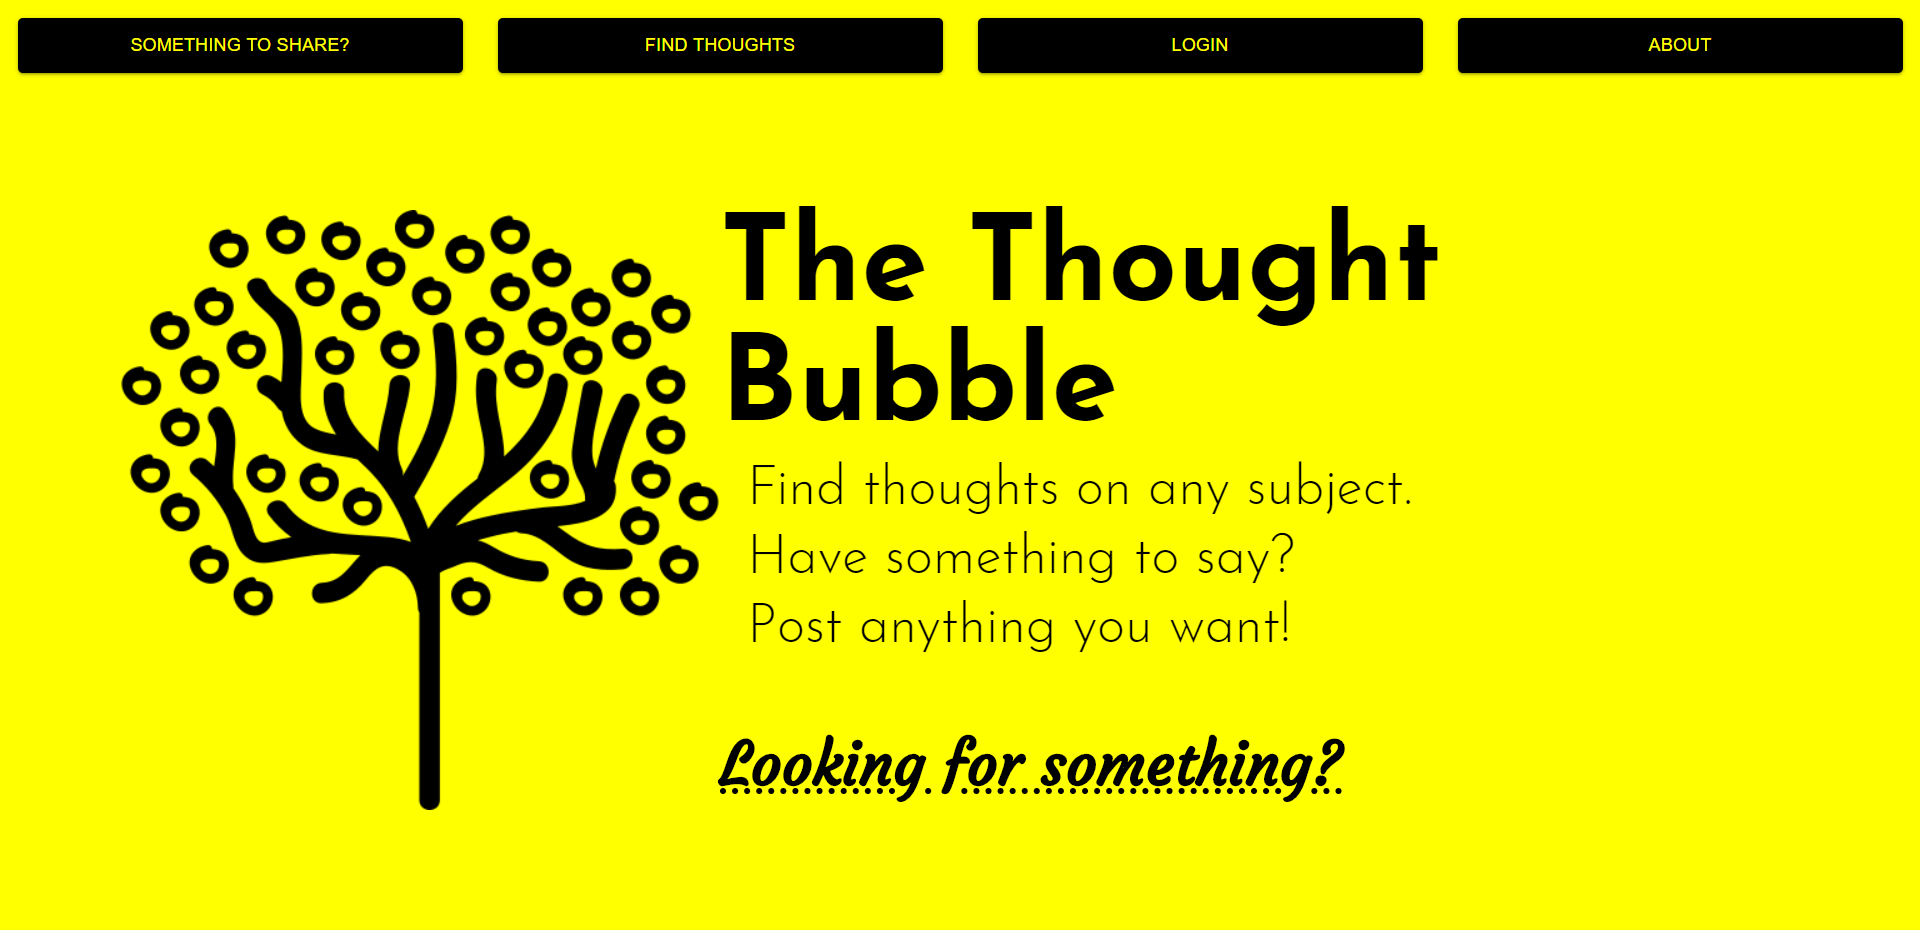 SOMETHING TO SHARE?
FIND THOUGHTS
LOGIN
ABOUT
The Thought
Bubble
Find thoughts on any subject.
Have something to say?
Post anything you want!
Looking for something?